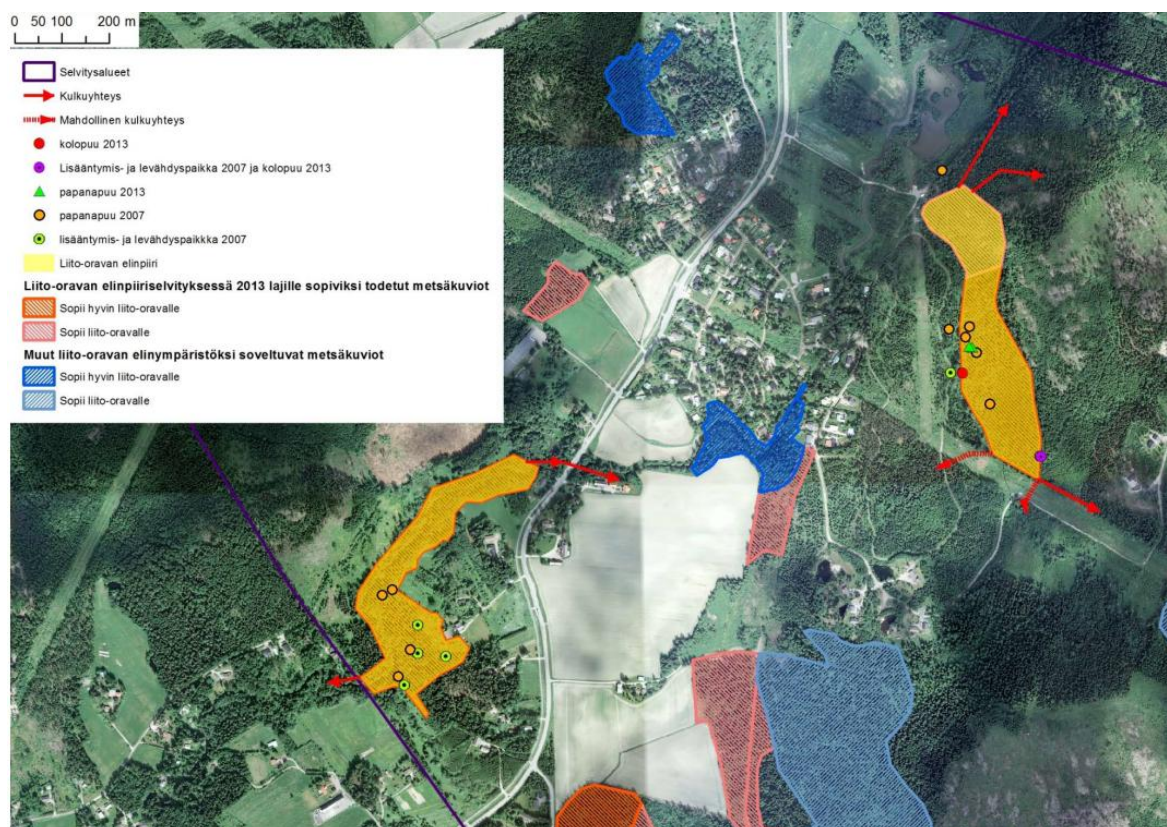 0 50 100 200 m
Selvitysalueet
Kulkuyhteys
Mahdollinen kulkuyhteys
kolopuu 2013
Lisääntymis- ja levähdyspaikka 2007 ja kolopuu 2013
papanapuu 2013
papanapuu 2007
lisääntymis- ja levähdyspaikkka 2007
Liito-oravan elinpiiri
Liito-oravan elinpiiriselvityksessä 2013 lajille sopiviksi todetut metsäkuviot
Sopii hyvin liito-oravalle
Sopii liito-oravalle
Muut liito-oravan elinympäristöksi soveltuvat metsäkuviot
Sopii hyvin liito-oravalle
Sopii liito-oravalle